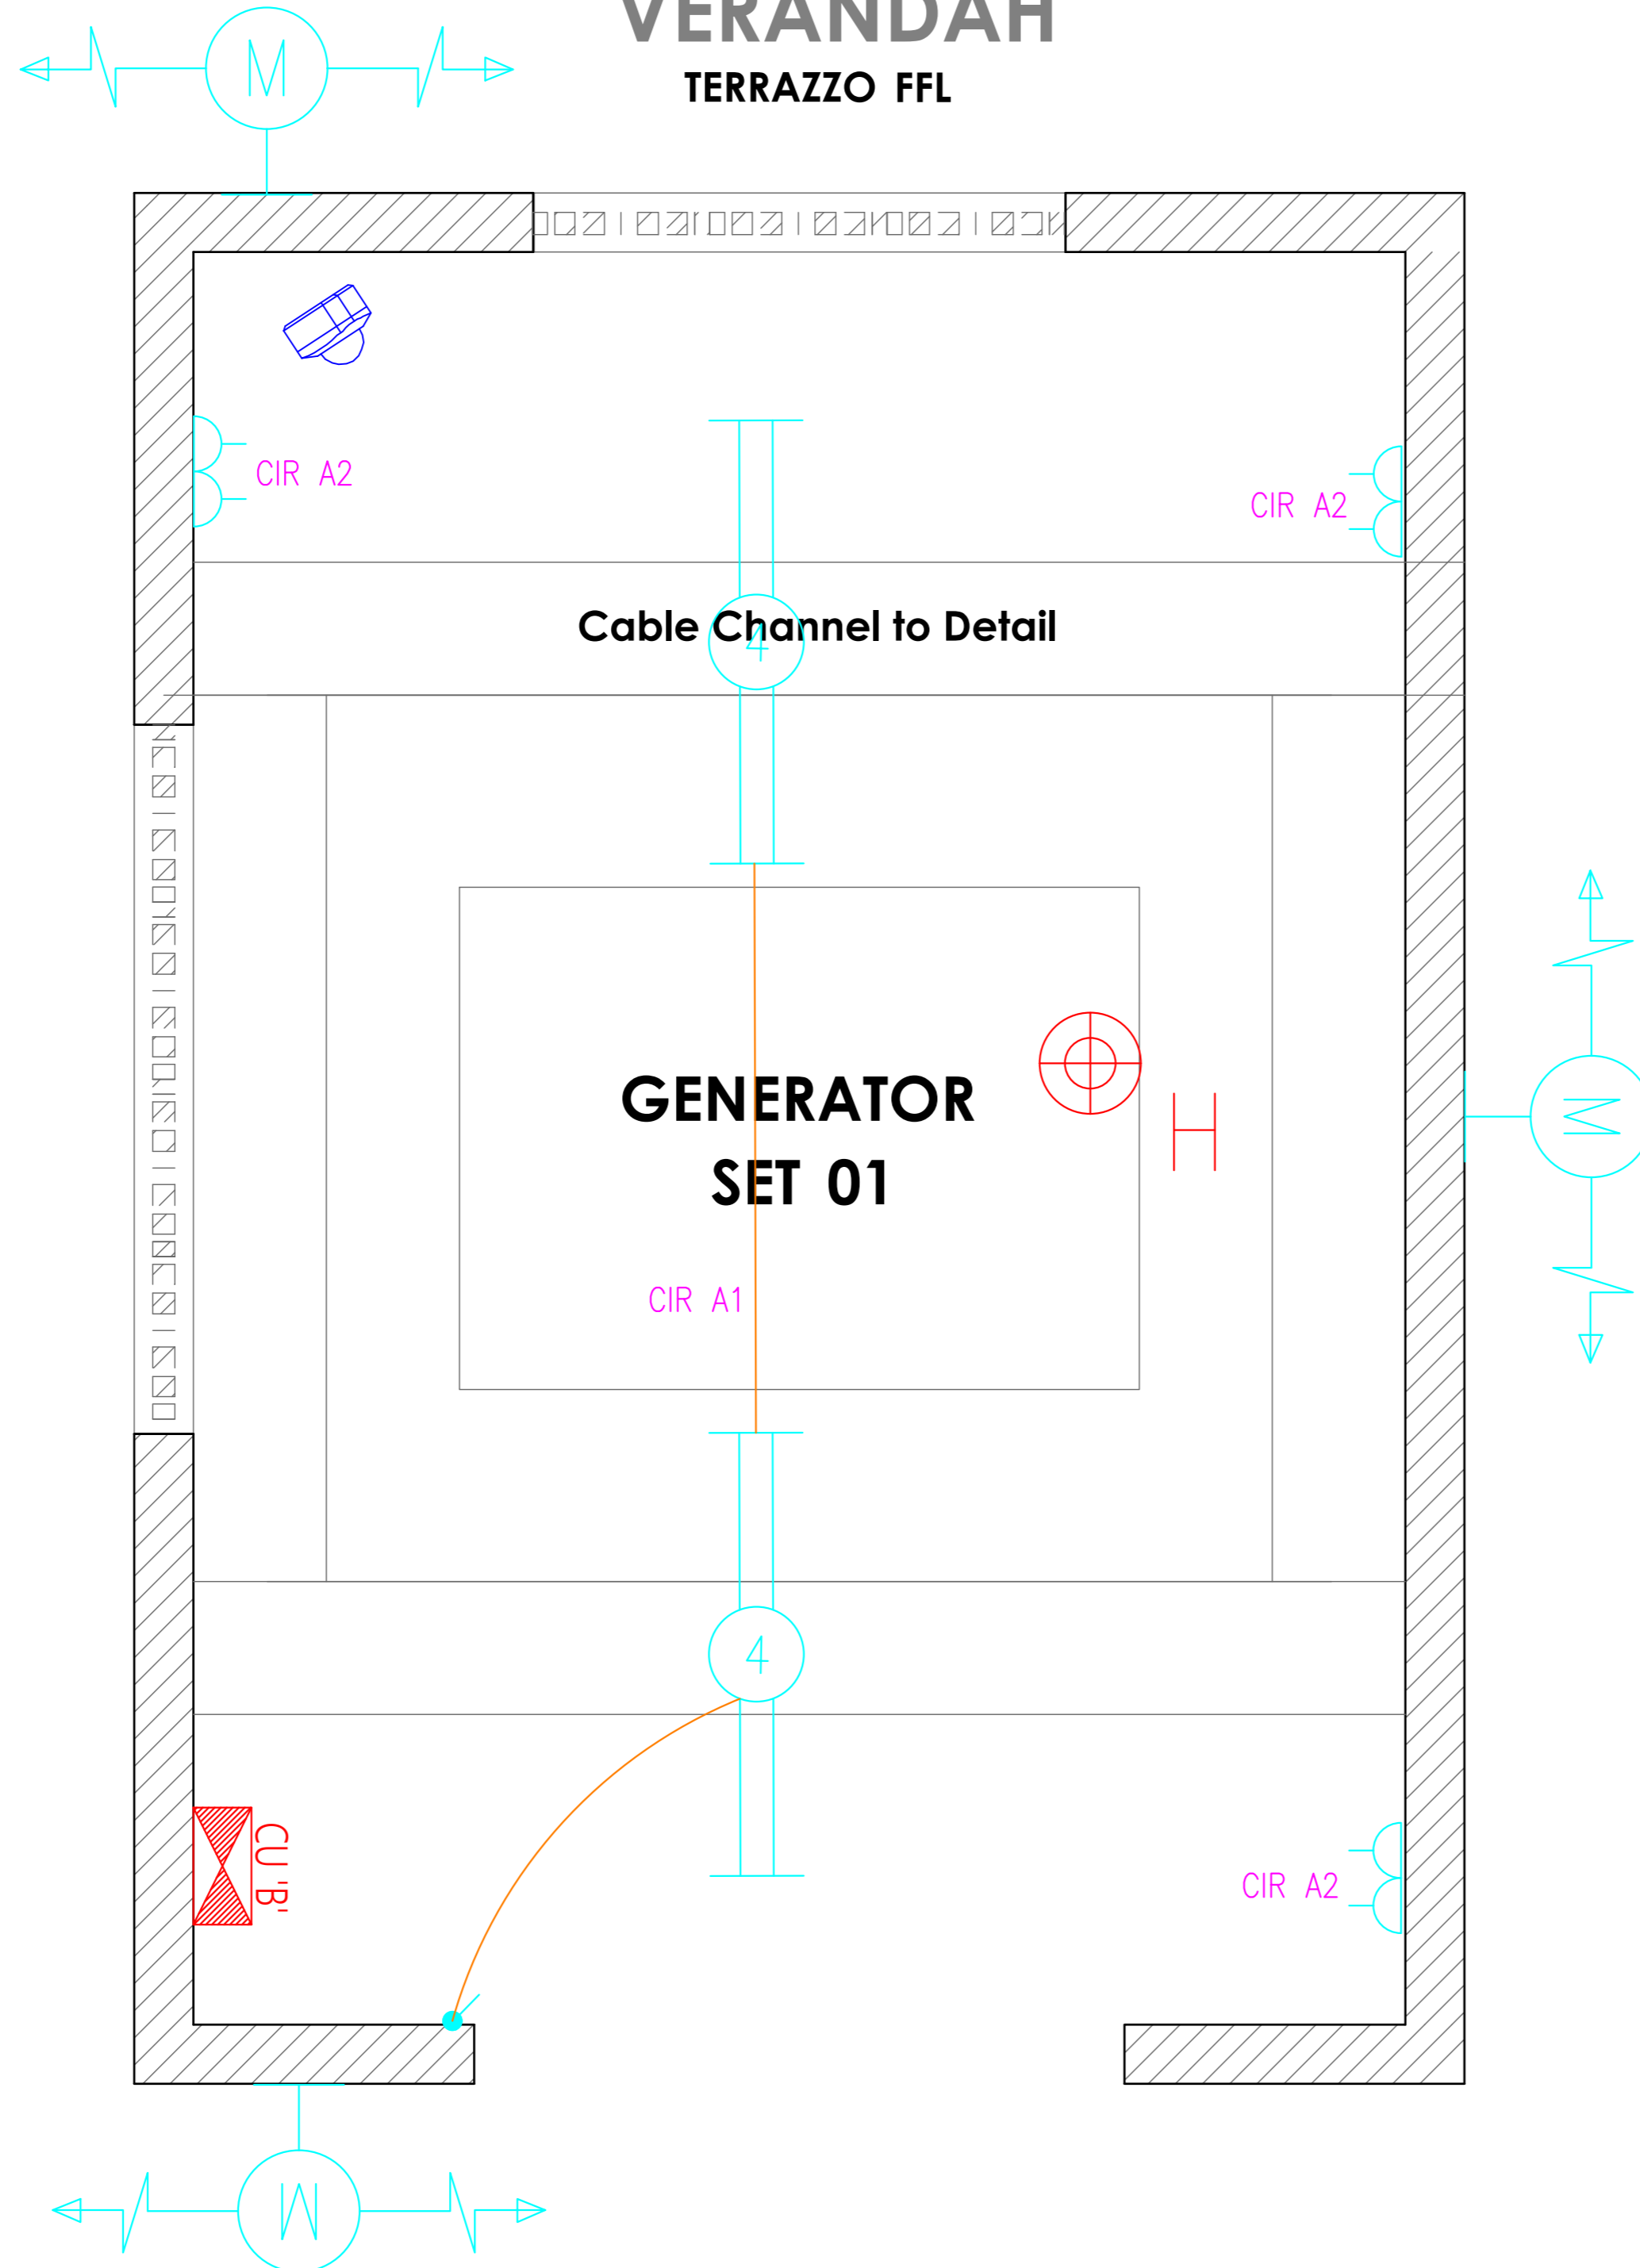 VERANDAH
TERRAZZO FFL
M
CIR A2
CIR A2
Cable Channel to Detail
4
GENERATOR
SET 01
H
M
CIR A1
4
CU 'B'
CIR A2
M